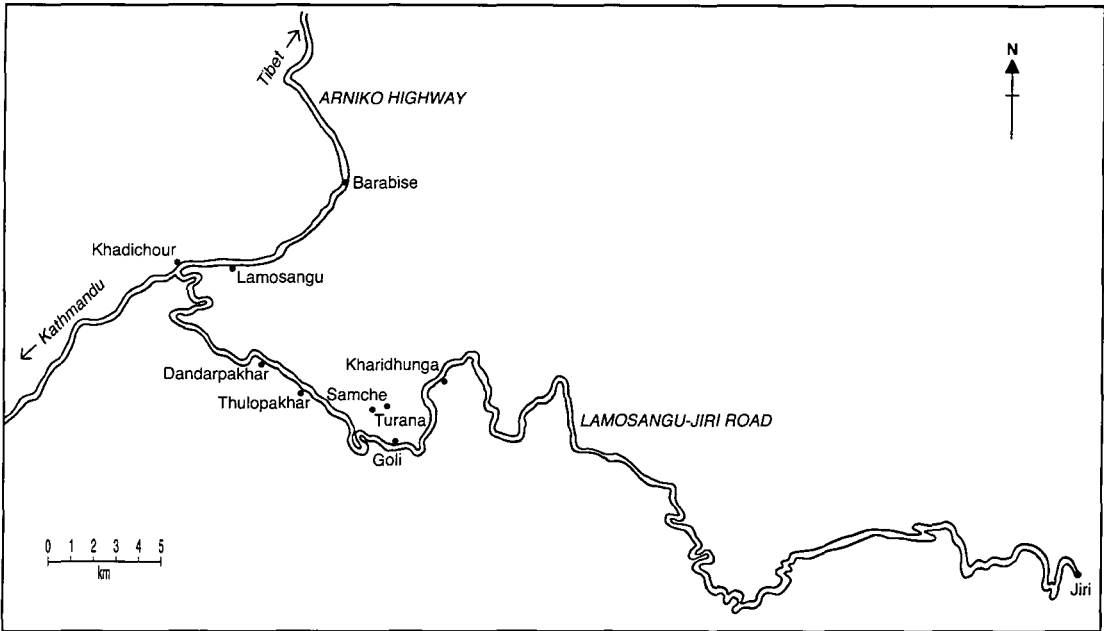 N
Tibet
ARNIKO HIGHWAY
Barabise
Khadichour
Lamosangu
Kathmandu
Kharidhunga
Dandarpakhar
Samche
Thulopakhar
Turana
LAMOSANGU-JIRI ROAD
Goli
0 1 2 3 4 5
km
Jiri